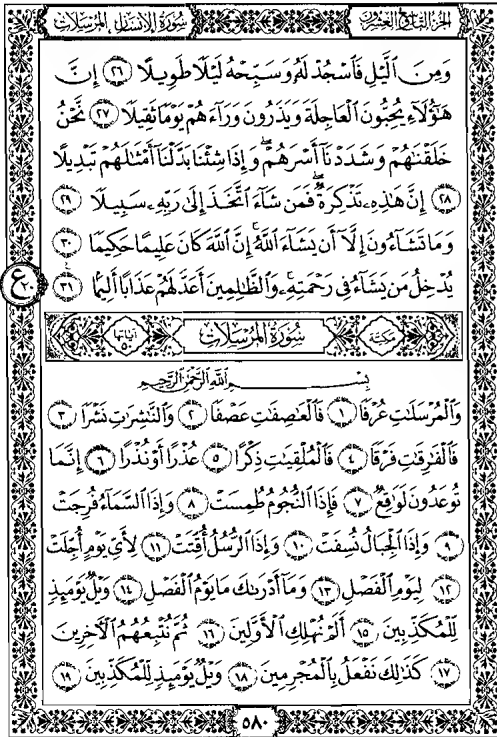 الجزء التاسع والعشرون سورة الإنسان المرسلات
وَمِنَ ٱلَّيْلِ فَٱسْجُدْ لَهُۥ وَسَبِّحْهُ لَيْلًا طَوِيلًا ٢٦ إِنَّ
هَٰٓؤُلَآءِ يُحِبُّونَ ٱلْعَاجِلَةَ وَيَذَرُونَ وَرَآءَهُمْ يَوْمًا ثَقِيلًا ٢٧ نَّحْنُ
خَلَقْنَٰهُمْ وَشَدَدْنَآ أَسْرَهُمْ ۖ وَإِذَا شِئْنَا بَدَّلْنَآ أَمْثَٰلَهُمْ تَبْدِيلًا
٢٨ إِنَّ هَٰذِهِۦ تَذْكِرَةٌ ۖ فَمَن شَآءَ ٱتَّخَذَ إِلَىٰ رَبِّهِۦ سَبِيلًا ٢٩
وَمَا تَشَآءُونَ إِلَّآ أَن يَشَآءَ ٱللَّهُ ۚ إِنَّ ٱللَّهَ كَانَ عَلِيمًا حَكِيمًا ٣٠
يُدْخِلُ مَن يَشَآءُ فِى رَحْمَتِهِۦ ۚ وَٱلظَّٰلِمِينَ أَعَدَّ لَهُمْ عَذَابًا أَلِيمًا ٣١
ع ٢٠
مكية سورة المرسلات آياتها ٥٠
بِسْمِ ٱللَّهِ ٱلرَّحْمَٰنِ ٱلرَّحِيمِ
وَٱلْمُرْسَلَٰتِ عُرْفًا ١ فَٱلْعَٰصِفَٰتِ عَصْفًا ٢ وَٱلنَّٰشِرَٰتِ نَشْرًا ٣
فَٱلْفَٰرِقَٰتِ فَرْقًا ٤ فَٱلْمُلْقِيَٰتِ ذِكْرًا ٥ عُذْرًا أَوْ نُذْرًا ٦ إِنَّمَا
تُوعَدُونَ لَوَٰقِعٌ ٧ فَإِذَا ٱلنُّجُومُ طُمِسَتْ ٨ وَإِذَا ٱلسَّمَآءُ فُرِجَتْ
٩ وَإِذَا ٱلْجِبَالُ نُسِفَتْ ١٠ وَإِذَا ٱلرُّسُلُ أُقِّتَتْ ١١ لِأَىِّ يَوْمٍ أُجِّلَتْ
١٢ لِيَوْمِ ٱلْفَصْلِ ١٣ وَمَآ أَدْرَىٰكَ مَا يَوْمُ ٱلْفَصْلِ ١٤ وَيْلٌ يَوْمَئِذٍ
لِّلْمُكَذِّبِينَ ١٥ أَلَمْ نُهْلِكِ ٱلْأَوَّلِينَ ١٦ ثُمَّ نُتْبِعُهُمُ ٱلْءَاخِرِينَ
١٧ كَذَٰلِكَ نَفْعَلُ بِٱلْمُجْرِمِينَ ١٨ وَيْلٌ يَوْمَئِذٍ لِّلْمُكَذِّبِينَ ١٩
٥٨٠